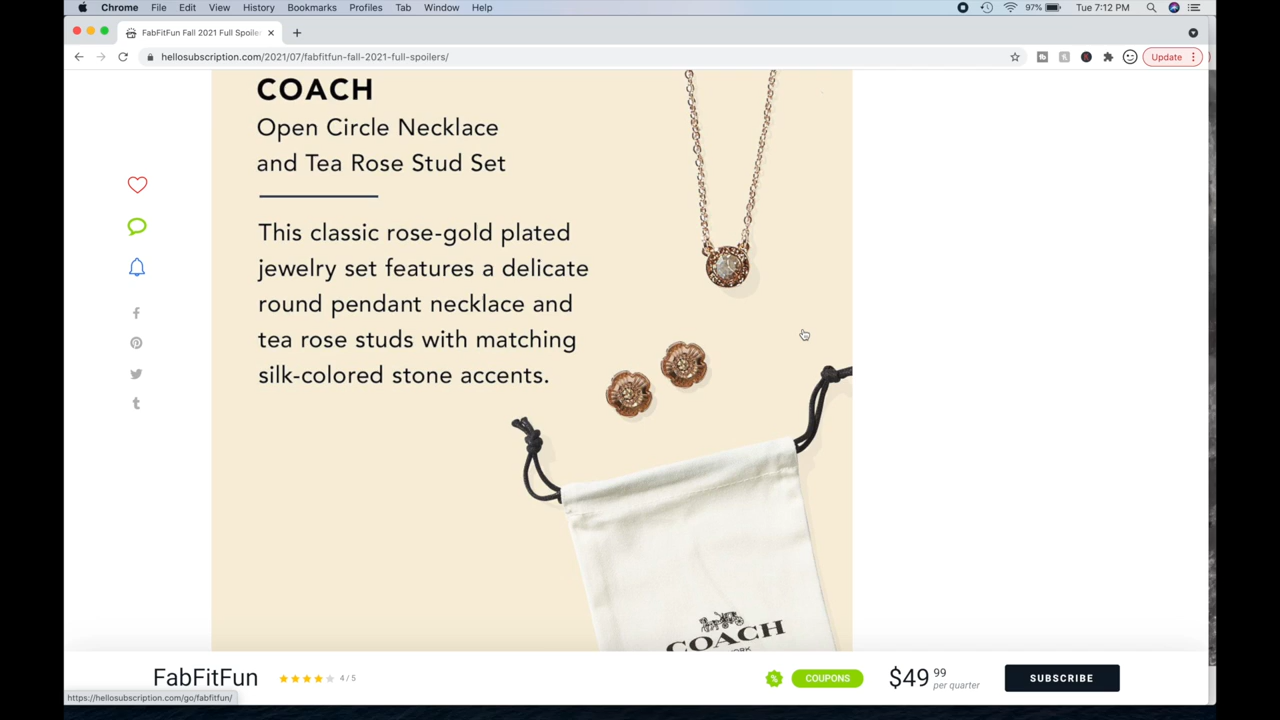 Chrome File Edit View History Bookmarks Profiles Tab Window Help 97% Tue 7:12 PM
FabFitFun Fall 2021 Full Spoile
hellosubscription.com/2021/07/fabfitfun-fall-2021-full-spoilers/ Update
COACH
Open Circle Necklace
and Tea Rose Stud Set
This classic rose-gold plated
jewelry set features a delicate
round pendant necklace and
tea rose studs with matching
silk-colored stone accents.
COACH
FabFitFun 4 / 5 COUPONS $49 99 per quarter SUBSCRIBE
https://hellosubscription.com/go/fabfitfun/